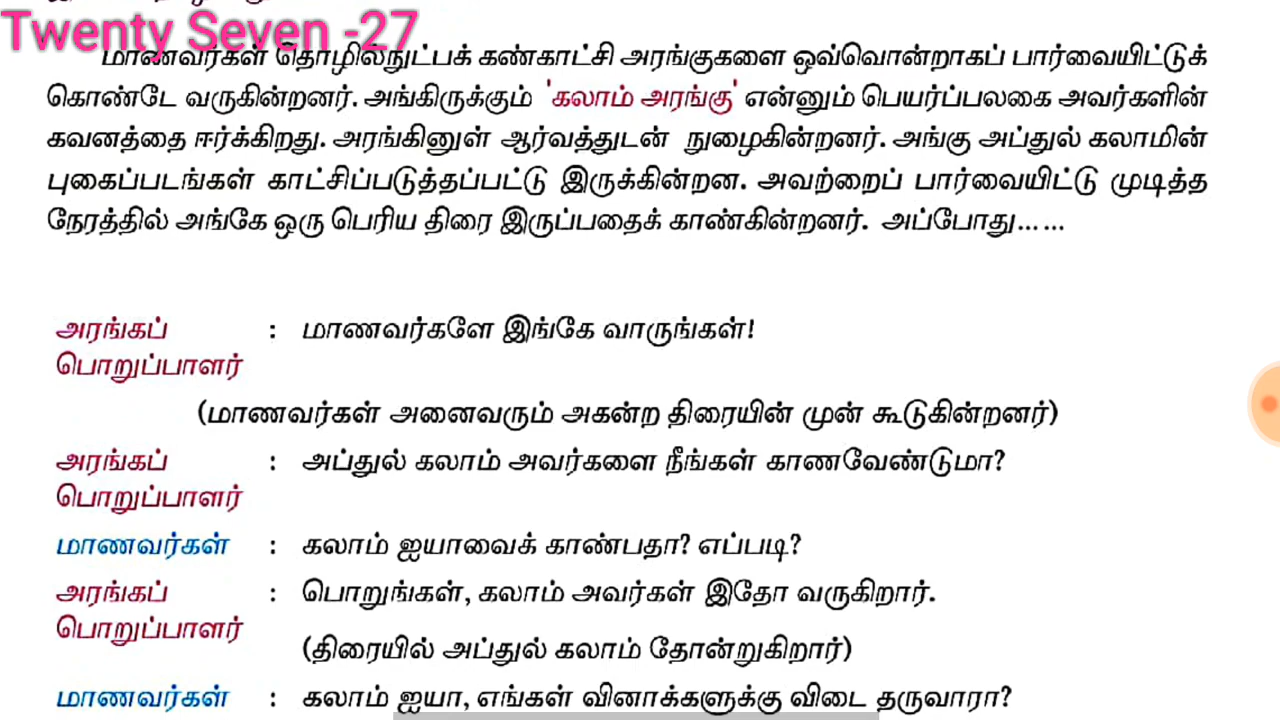 Twenty Seven -27
மாணவர்கள் தொழில்நுட்பக் கண்காட்சி அரங்குகளை ஒவ்வொன்றாகப் பார்வையிட்டுக்
கொண்டே வருகின்றனர். அங்கிருக்கும் 'கலாம் அரங்கு' என்னும் பெயர்ப்பலகை அவர்களின்
கவனத்தை ஈர்க்கிறது. அரங்கினுள் ஆர்வத்துடன் நுழைகின்றனர். அங்கு அப்துல் கலாமின்
புகைப்படங்கள் காட்சிப்படுத்தப்பட்டு இருக்கின்றன. அவற்றைப் பார்வையிட்டு முடித்த
நேரத்தில் அங்கே ஒரு பெரிய திரை இருப்பதைக் காண்கின்றனர். அப்போது... ...
அரங்கப் : மாணவர்களே இங்கே வாருங்கள்!
பொறுப்பாளர்
(மாணவர்கள் அனைவரும் அகன்ற திரையின் முன் கூடுகின்றனர்)
அரங்கப் : அப்துல் கலாம் அவர்களை நீங்கள் காணவேண்டுமா?
பொறுப்பாளர்
மாணவர்கள் : கலாம் ஐயாவைக் காண்பதா? எப்படி?
அரங்கப் : பொறுங்கள், கலாம் அவர்கள் இதோ வருகிறார்.
பொறுப்பாளர்
(திரையில் அப்துல் கலாம் தோன்றுகிறார்)
மாணவர்கள் : கலாம் ஐயா, எங்கள் வினாக்களுக்கு விடை தருவாரா?